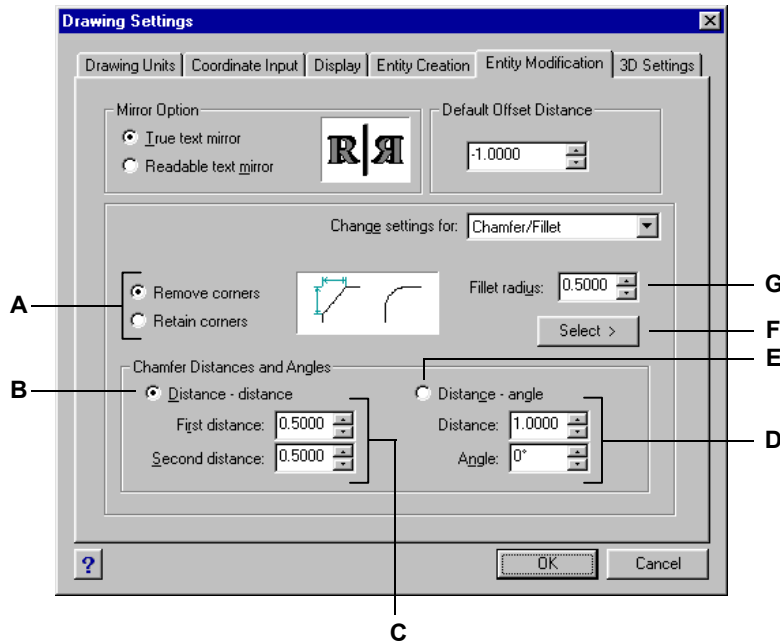 Drawing Settings
Drawing Units Coordinate Input Display Entity Creation Entity Modification 3D Settings
Mirror Option
True text mirror
Readable text mirror
R R
Default Offset Distance
-1.0000
Change settings for: Chamfer/Fillet
A
Remove corners
Retain corners
Fillet radius: 0.5000
G
Select >
F
E
Chamfer Distances and Angles
B
Distance - distance
Distance - angle
First distance: 0.5000
Distance: 1.0000
D
Second distance: 0.5000
Angle: 0°
?
OK
Cancel
C